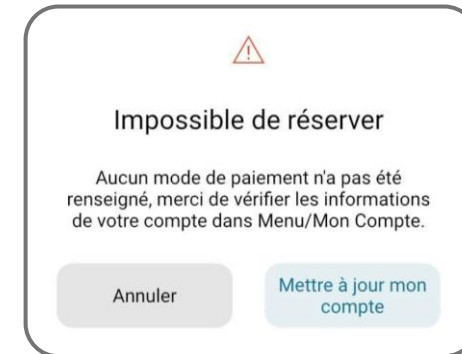 Impossible de réserver
Aucun mode de paiement n'a pas été
renseigné, merci de vérifier les informations
de votre compte dans Menu/Mon Compte.
Annuler
Mettre à jour mon
compte